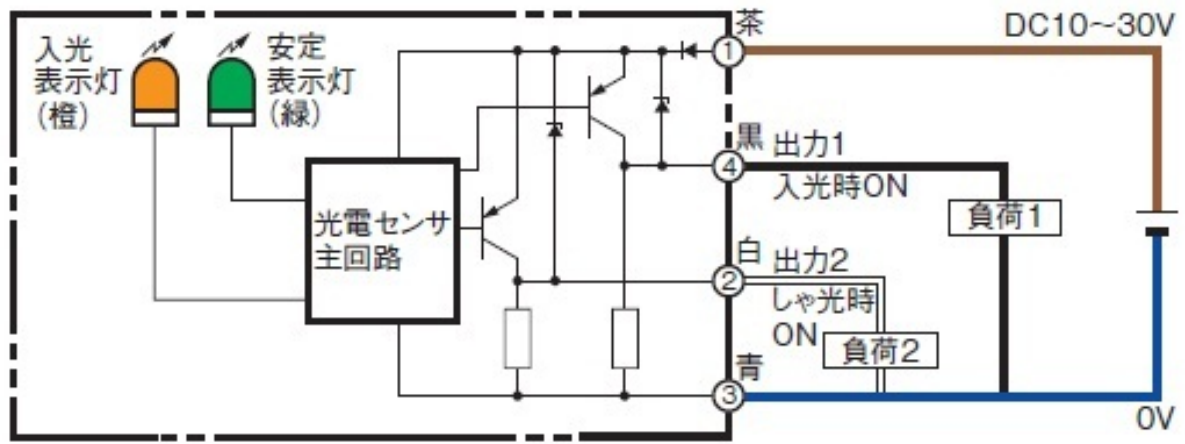 入光
表示灯
(橙)
安定
表示灯
(緑)
光電センサ
主回路
茶
①
DC10～30V
黒
④
出力1
入光時ON
負荷1
白
②
出力2
しゃ光時
ON
負荷2
青
③
0V